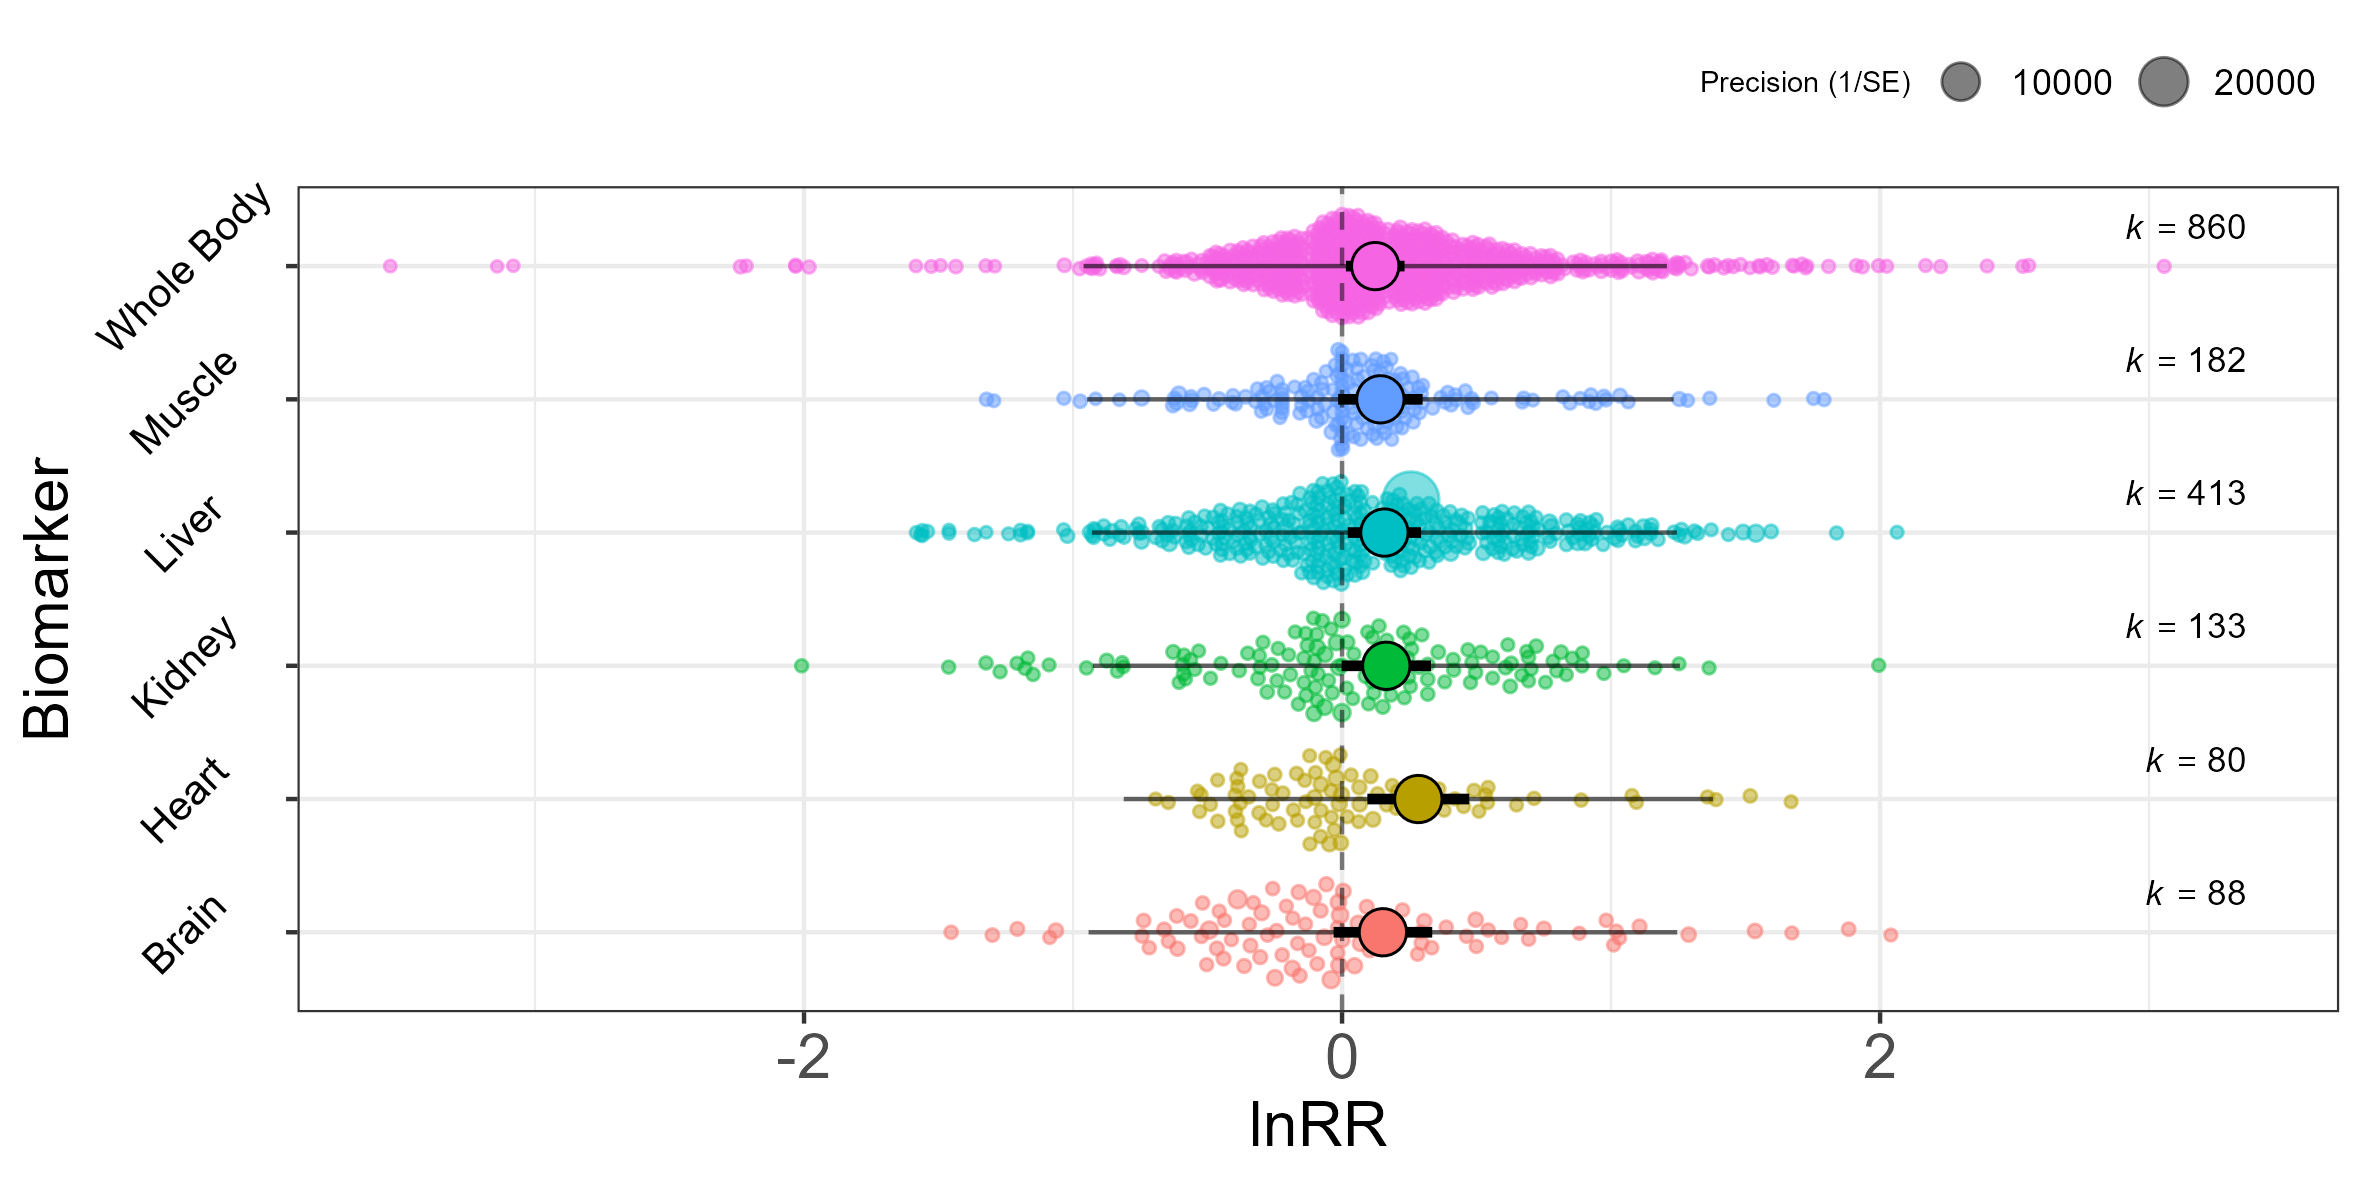 Precision (1/SE) 10000 20000
Biomarker
Whole Body
k = 860
Muscle
k = 182
Liver
k = 413
Kidney
k = 133
Heart
k = 80
Brain
k = 88
-2 0 2
lnRR